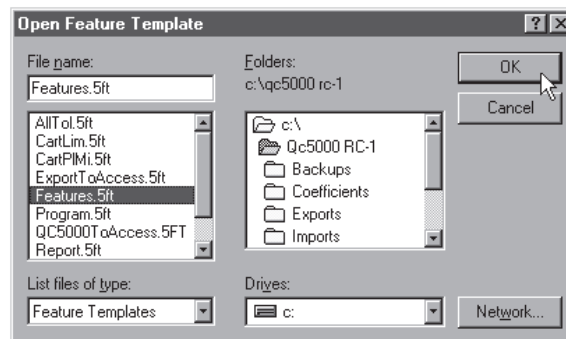 Open Feature Template
File name:
Features.5ft
AllTol.5ft
CartLim.5ft
CartPlMi.5ft
ExportToAccess.5ft
Features.5ft
Program.5ft
QC5000ToAccess.5FT
Report.5ft
List files of type:
Feature Templates
Folders:
c:\qc5000 rc-1
c:\
Qc5000 RC-1
Backups
Coefficients
Exports
Imports
Drives:
c:
OK
Cancel
Network...